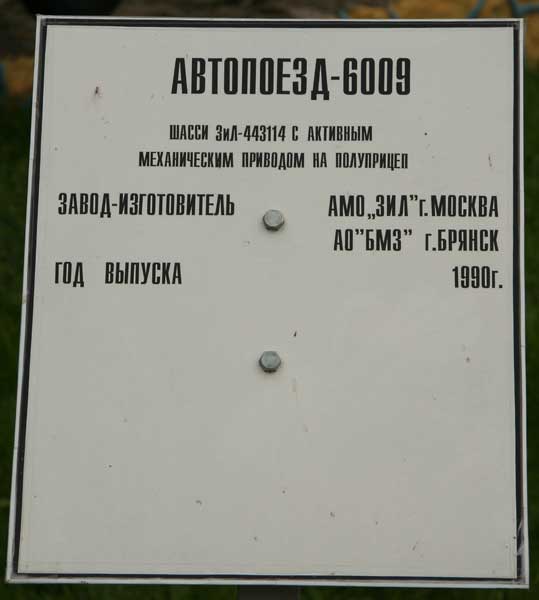 АВТОПОЕЗД-6009
ШАССИ ЗиЛ-443114 С АКТИВНЫМ
МЕХАНИЧЕСКИМ ПРИВОДОМ НА ПОЛУПРИЦЕП
ЗАВОД-ИЗГОТОВИТЕЛЬ АМО„ЗИЛ" г. МОСКВА
АО"БМЗ" г. БРЯНСК
ГОД ВЫПУСКА 1990г.